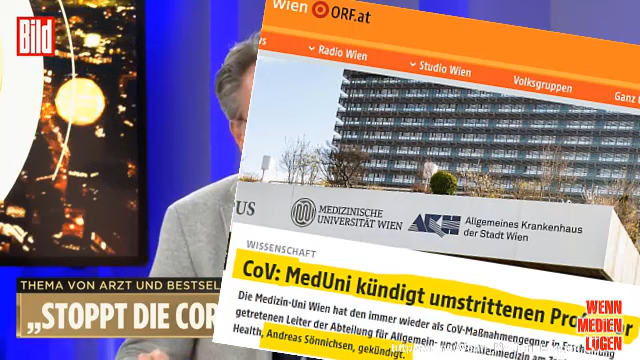 Bild
Wien ORF.at
Radio Wien Studio Wien Volksgruppen Ganz
US MEDIZINISCHE UNIVERSITÄT WIEN AKH Allgemeines Krankenhaus der Stadt Wien
WISSENSCHAFT
CoV: MedUni kündigt umstrittenen
Die Medizin-Uni Wien hat den immer wieder als CoV-Maßnahmengegner in Erscheinung
getretenen Leiter der Abteilung für Allgemein- und
Health, Andreas Sönnichsen, gekündigt.
THEMA VON ARZT UND BESTSEL
„STOPPT DIE COR
WENN
MEDIEN
LÜGEN